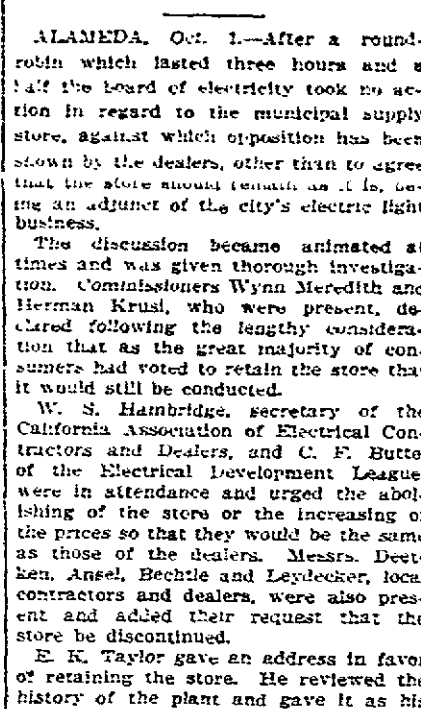 ALAMEDA, Oct. 1.—After a round-
robin which lasted three hours and a
half the board of electricity took no ac-
tion in regard to the municipal supply
store, against which opposition has been
shown by the dealers, other than to agree
that the store should remain as it is, be-
ing an adjunct of the city's electric light
business.
The discussion became animated at
times and was given thorough investiga-
tion. Commissioners Wynn Meredith and
Herman Krusi, who were present, de-
clared following the lengthy considera-
tion that as the great majority of con-
sumers had voted to retain the store tha
it would still be conducted.
W. S. Hambridge, secretary of the
California Association of Electrical Con-
tractors and Dealers, and C. F. Butte
of the Electrical Development League
were in attendance and urged the abol-
ishing of the store or the increasing o
the prices so that they would be the same
as those of the dealers. Messrs. Deet-
ken, Ansel, Bechtle and Leydecker, loca
contractors and dealers, were also pres-
ent and added their request that the
store be discontinued.
E. K. Taylor gave an address in favor
of retaining the store. He reviewed the
history of the plant and gave it as his